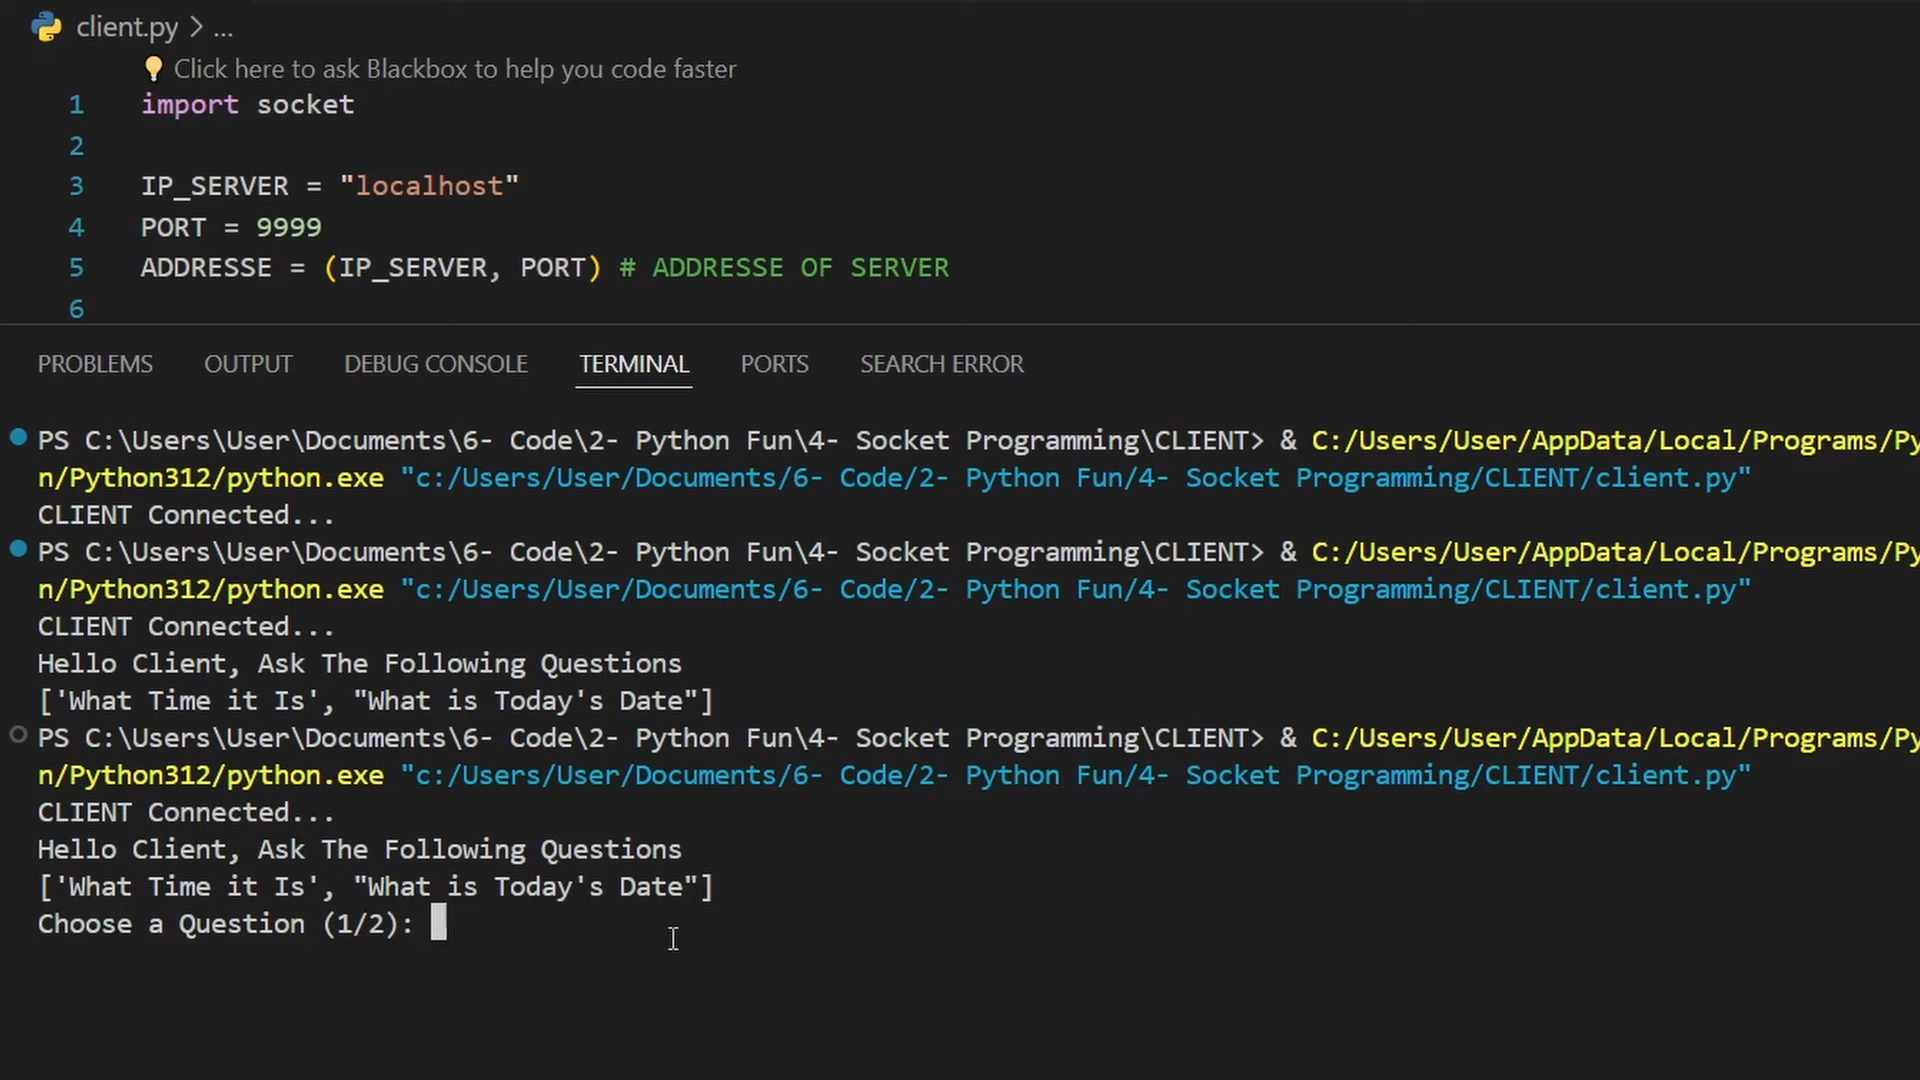 client.py > ...
Click here to ask Blackbox to help you code faster
1 import socket
2
3 IP_SERVER = "localhost"
4 PORT = 9999
5 ADDRESSE = (IP_SERVER, PORT) # ADDRESSE OF SERVER
6
PROBLEMS OUTPUT DEBUG CONSOLE TERMINAL PORTS SEARCH ERROR
PS C:\Users\User\Documents\6- Code\2- Python Fun\4- Socket Programming\CLIENT> & C:/Users/User/AppData/Local/Programs/Py
n/Python312/python.exe "c:/Users/User/Documents/6- Code/2- Python Fun/4- Socket Programming/CLIENT/client.py"
CLIENT Connected...
PS C:\Users\User\Documents\6- Code\2- Python Fun\4- Socket Programming\CLIENT> & C:/Users/User/AppData/Local/Programs/Py
n/Python312/python.exe "c:/Users/User/Documents/6- Code/2- Python Fun/4- Socket Programming/CLIENT/client.py"
CLIENT Connected...
Hello Client, Ask The Following Questions
['What Time it Is', "What is Today's Date"]
PS C:\Users\User\Documents\6- Code\2- Python Fun\4- Socket Programming\CLIENT> & C:/Users/User/AppData/Local/Programs/Py
n/Python312/python.exe "c:/Users/User/Documents/6- Code/2- Python Fun/4- Socket Programming/CLIENT/client.py"
CLIENT Connected...
Hello Client, Ask The Following Questions
['What Time it Is', "What is Today's Date"]
Choose a Question (1/2):